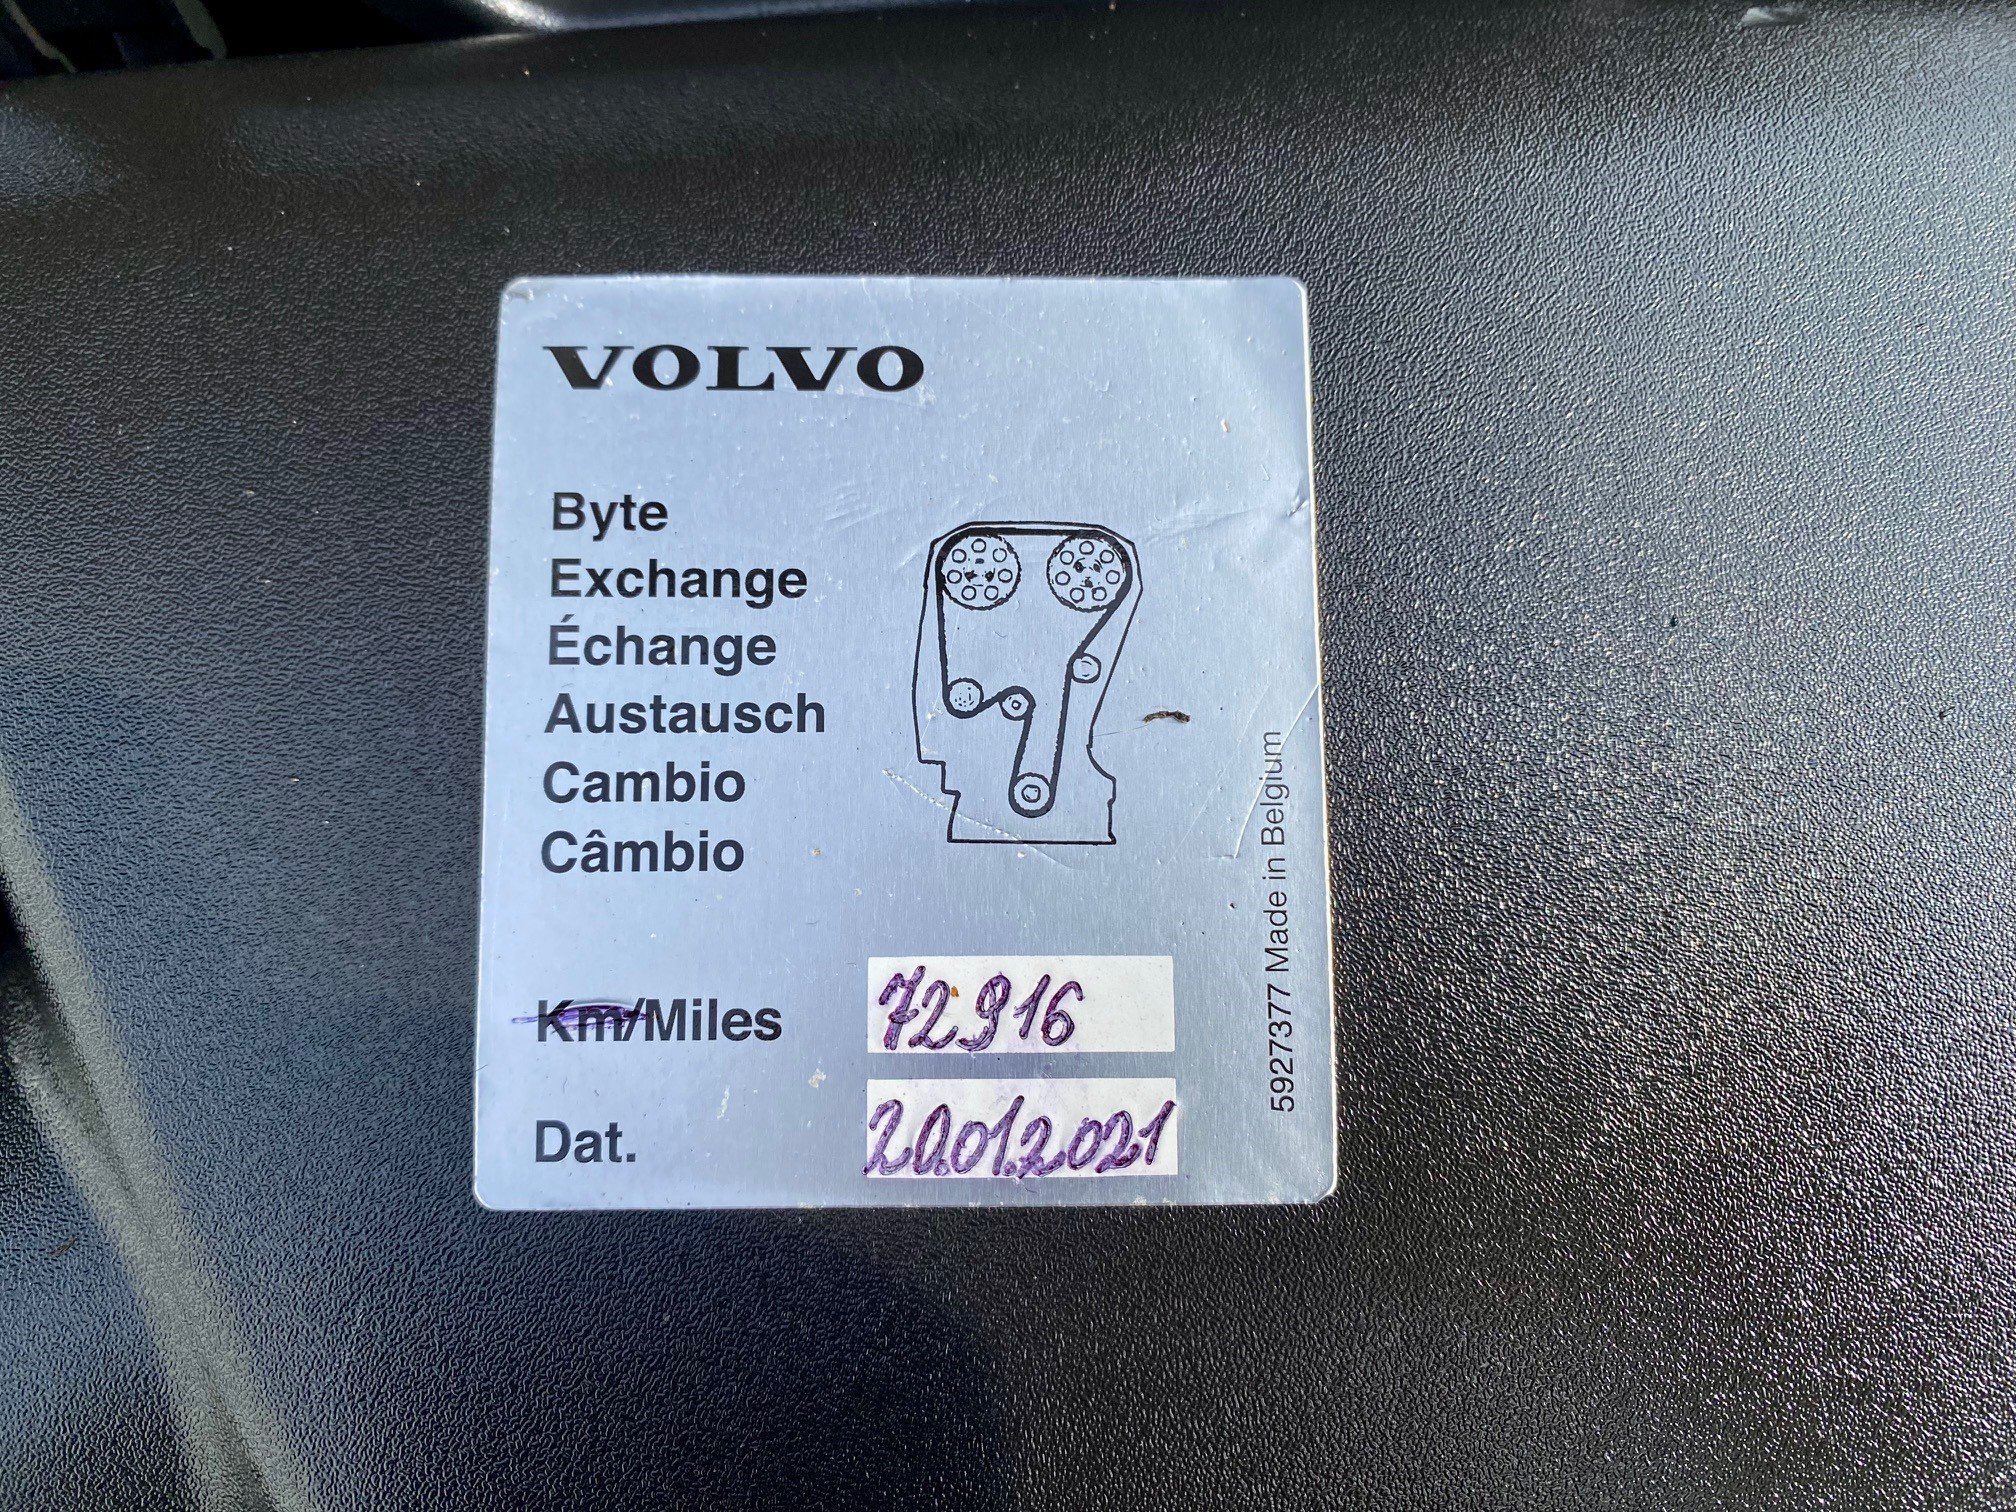 VOLVO
Byte
Exchange
Échange
Austausch
Cambio
Câmbio
Km/Miles 72916
Dat. 20.01.2021
5927377 Made in Belgium